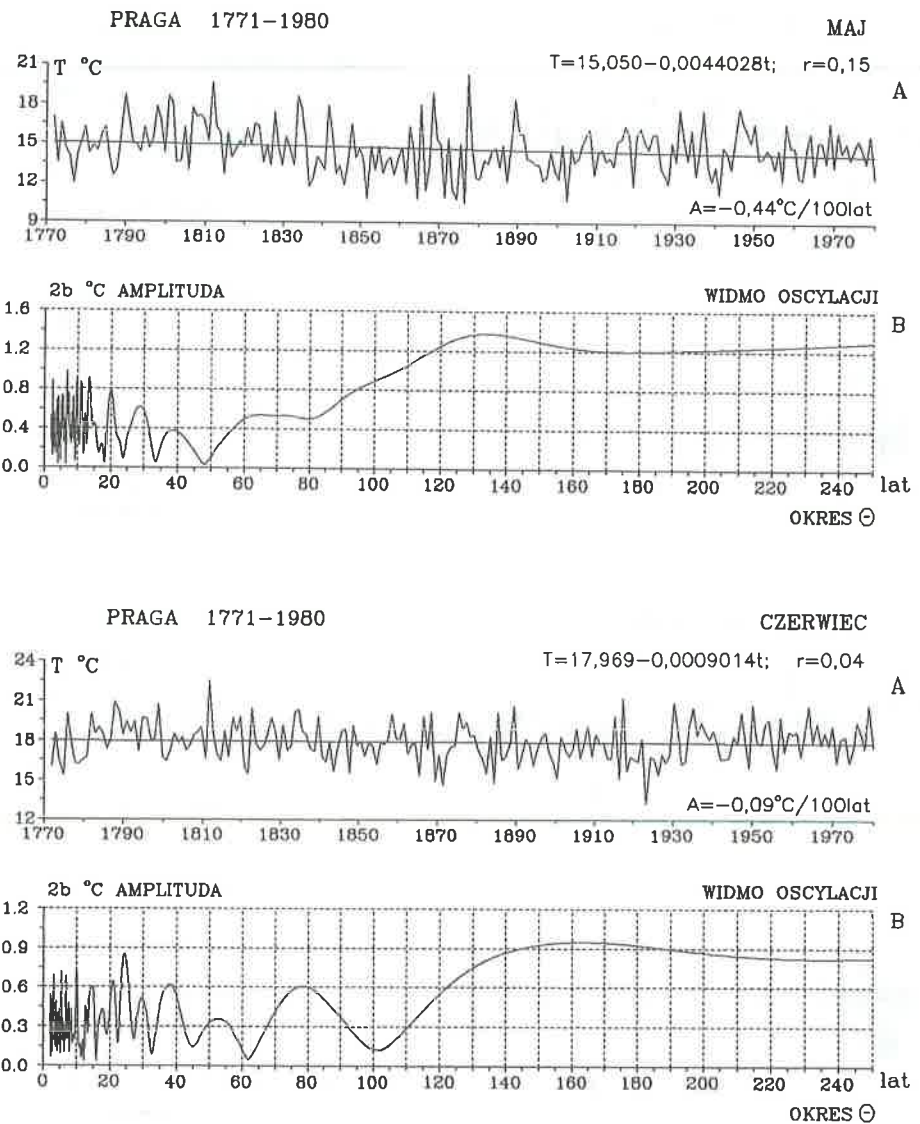 PRAGA 1771-1980
MAJ
T °C
T=15,050-0,0044028t; r=0,15
A
21
18
15
12
9
A=-0,44°C/100lat
1770 1790 1810 1830 1850 1870 1890 1910 1930 1950 1970
2b °C AMPLITUDA
WIDMO OSCYLACJI
B
1.6
1.2
0.8
0.4
0.0
0 20 40 60 80 100 120 140 160 180 200 220 240 lat
OKRES Θ
PRAGA 1771-1980
CZERWIEC
T °C
T=17,969-0,0009014t; r=0,04
A
24
21
18
15
12
A=-0,09°C/100lat
1770 1790 1810 1830 1850 1870 1890 1910 1930 1950 1970
2b °C AMPLITUDA
WIDMO OSCYLACJI
B
1.2
0.9
0.6
0.3
0.0
0 20 40 60 80 100 120 140 160 180 200 220 240 lat
OKRES Θ